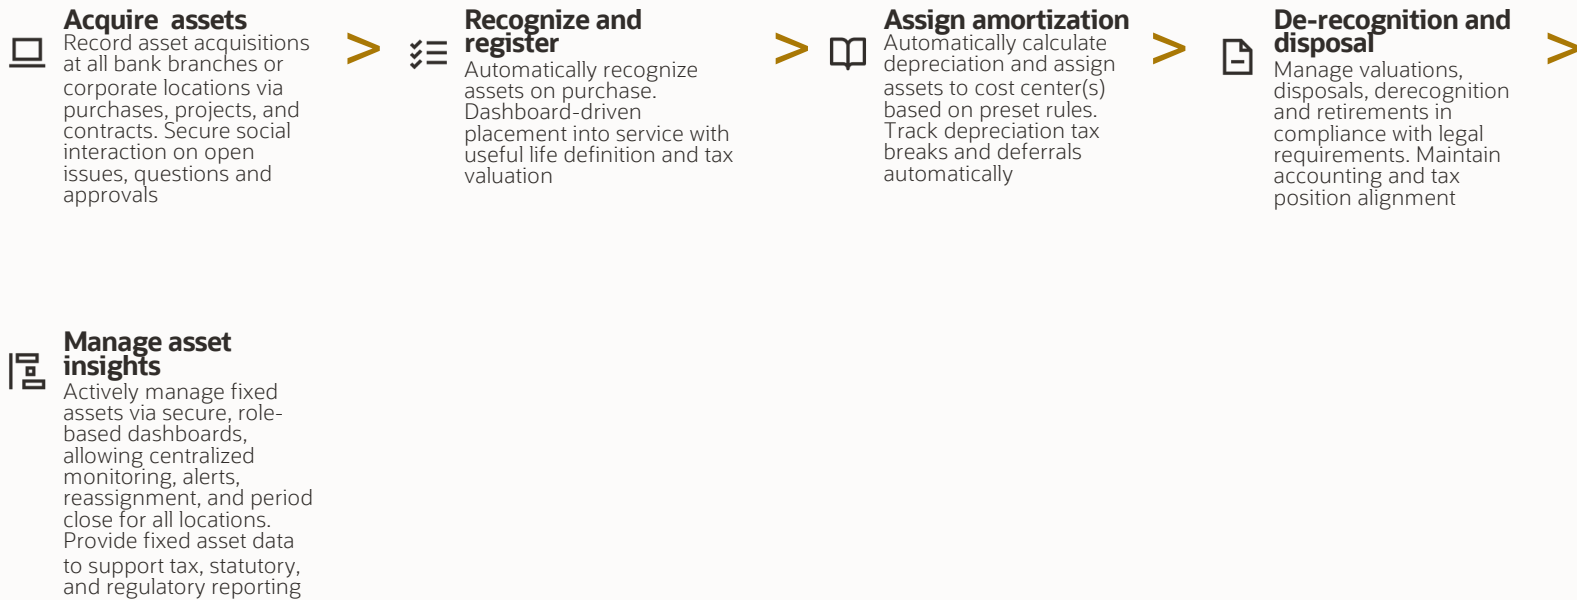 Acquire  assets
Record asset acquisitions
at all bank branches or
corporate locations via
purchases, projects, and
contracts. Secure social
interaction on open
issues, questions and
approvals
>
Recognize and
register
Automatically recognize
assets on purchase.
Dashboard-driven
placement into service with
useful life definition and tax
valuation
>
Assign amortization
Automatically calculate
depreciation and assign
assets to cost center(s)
based on preset rules.
Track depreciation tax
breaks and deferrals
automatically
>
De-recognition and
disposal
Manage valuations,
disposals, derecognition
and retirements in
compliance with legal
requirements. Maintain
accounting and tax
position alignment
>
Manage asset
insights
Actively manage fixed
assets via secure, role-
based dashboards,
allowing centralized
monitoring, alerts,
reassignment, and period
close for all locations.
Provide fixed asset data
to support tax, statutory,
and regulatory reporting